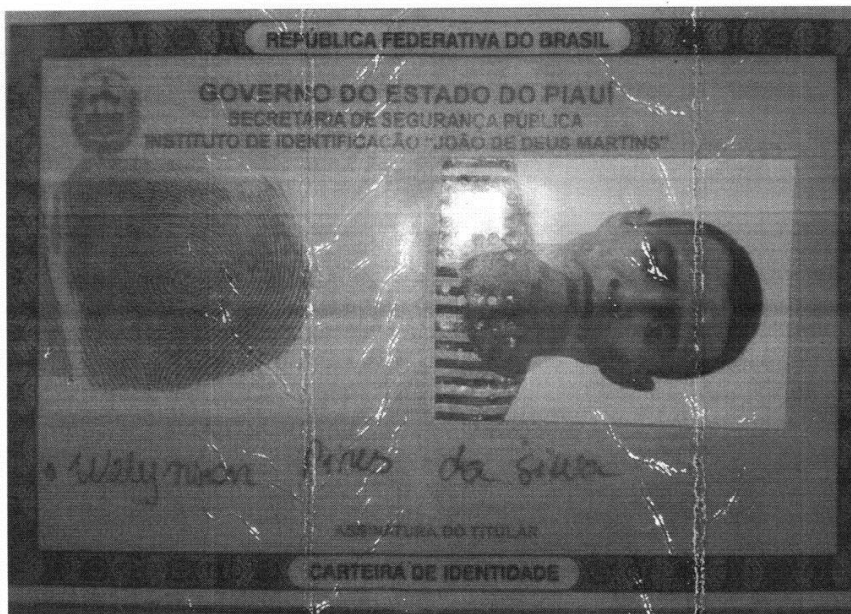 REPÚBLICA FEDERATIVA DO BRASIL
GOVERNO DO ESTADO DO PIAUÍ
SECRETARIA DE SEGURANÇA PÚBLICA
INSTITUTO DE IDENTIFICAÇÃO "JOÃO DE DEUS MARTINS"
Pires da Silva
ASSINATURA DO TITULAR
CARTEIRA DE IDENTIDADE